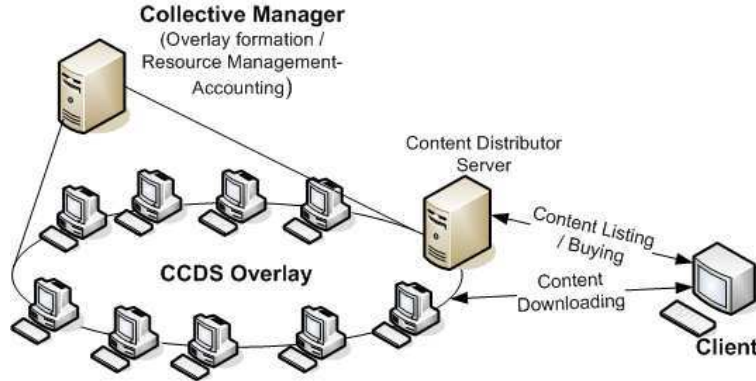 Collective Manager
(Overlay formation /
Resource Management-
Accounting)
Content Distributor
Server
Content Listing
/ Buying
CCDS Overlay
Content
Downloading
Client